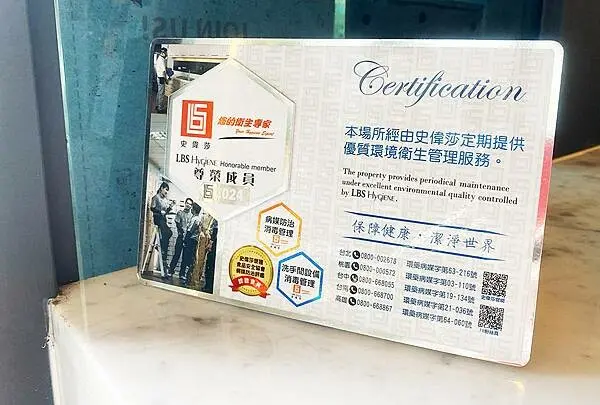 JOIN US!
Certification
您的衛生專家
Your Hygiene Expert
史偉莎
LBS HYGIENE Honorable member
尊榮成員
2024
本場所經由史偉莎定期提供
優質環境衛生管理服務。
The property provides periodical maintenance
under excellent environmental quality controlled
by LBS HYGIENE.
保障健康·潔淨世界
病媒防治
消毒管理
洗手間設備
消毒管理
台北 0800-002678 環藥病媒字第83-216號
桃園 0800-000572 環藥病媒字第03-110號
台中 0800-668055 環藥病媒字第19-134號
台南 0800-668700 環藥病媒字第21-036號
高雄 0800-668867 環藥病媒字第64-060號